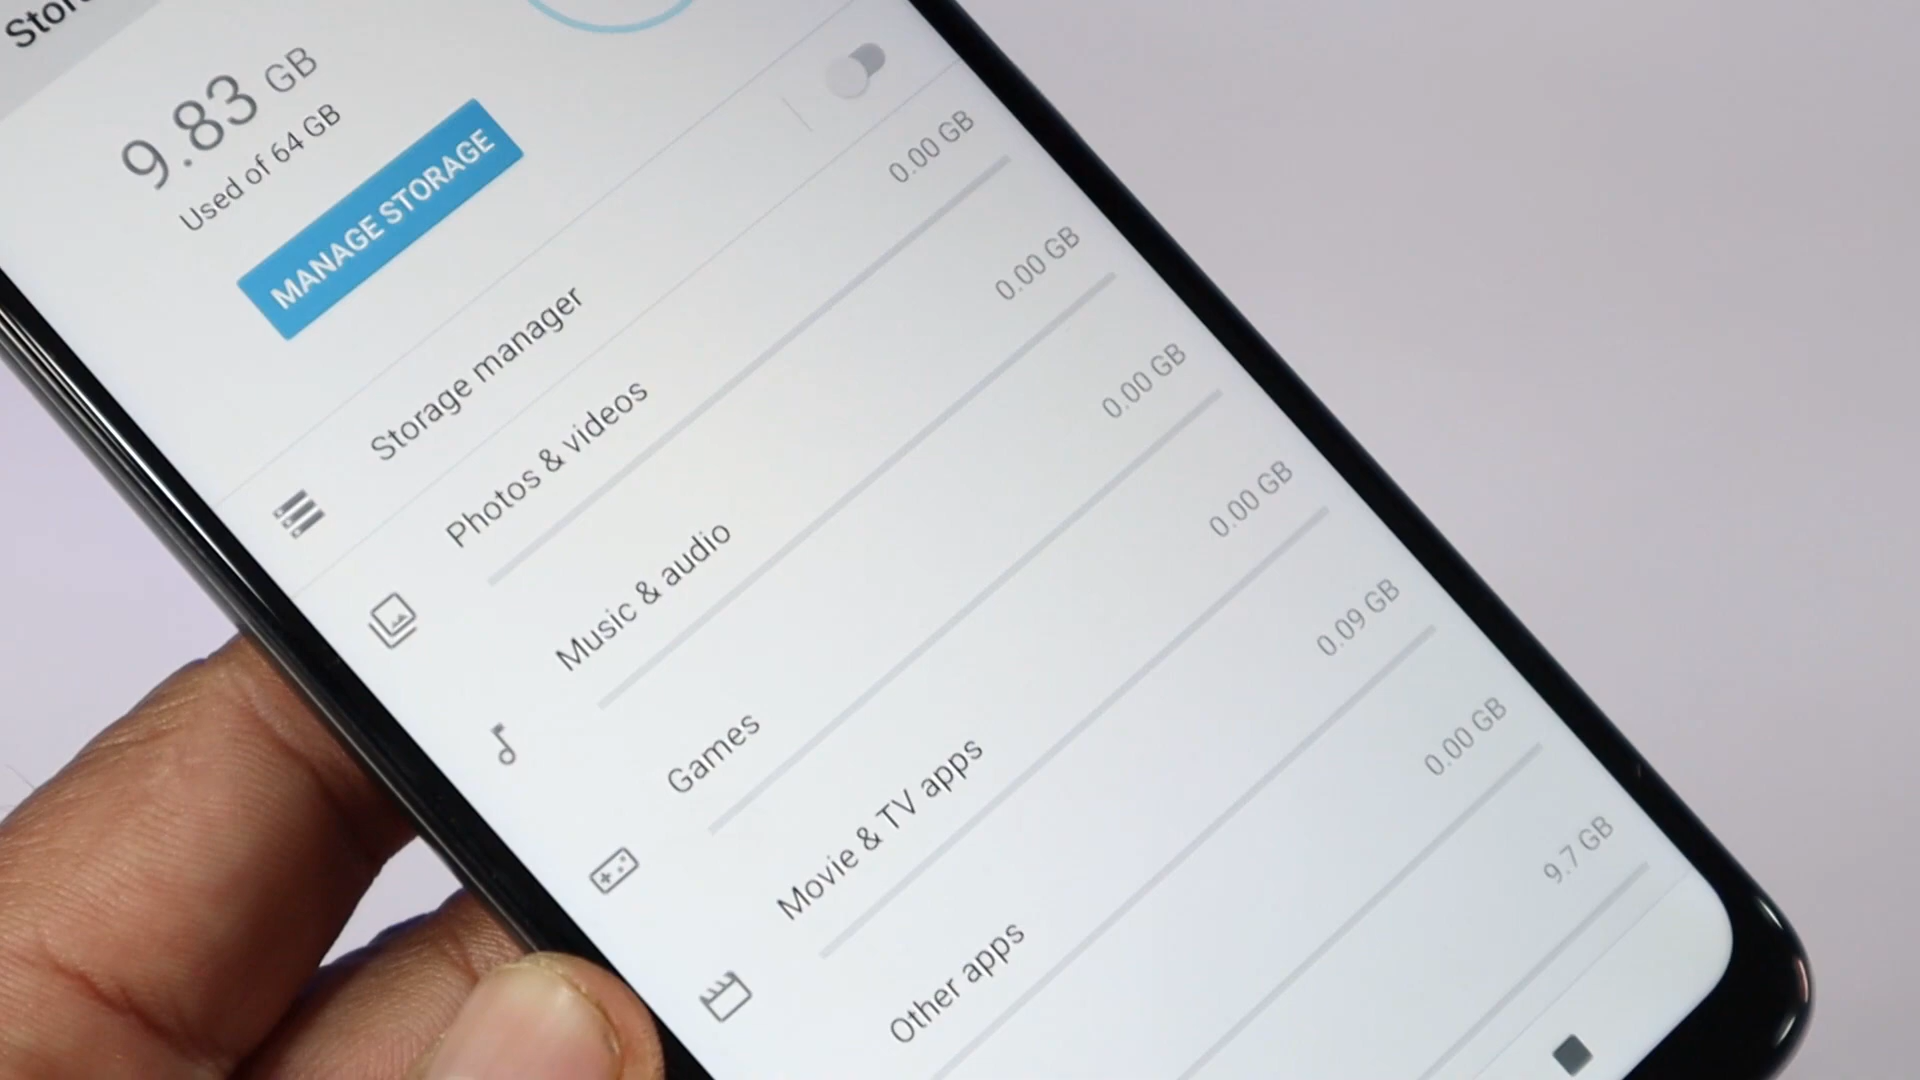 9.83 GB
Used of 64 GB
MANAGE STORAGE
Storage manager
Photos & videos 0.00 GB
Music & audio 0.00 GB
Games 0.00 GB
Movie & TV apps 0.00 GB
Other apps 0.09 GB
0.00 GB
9.7 GB